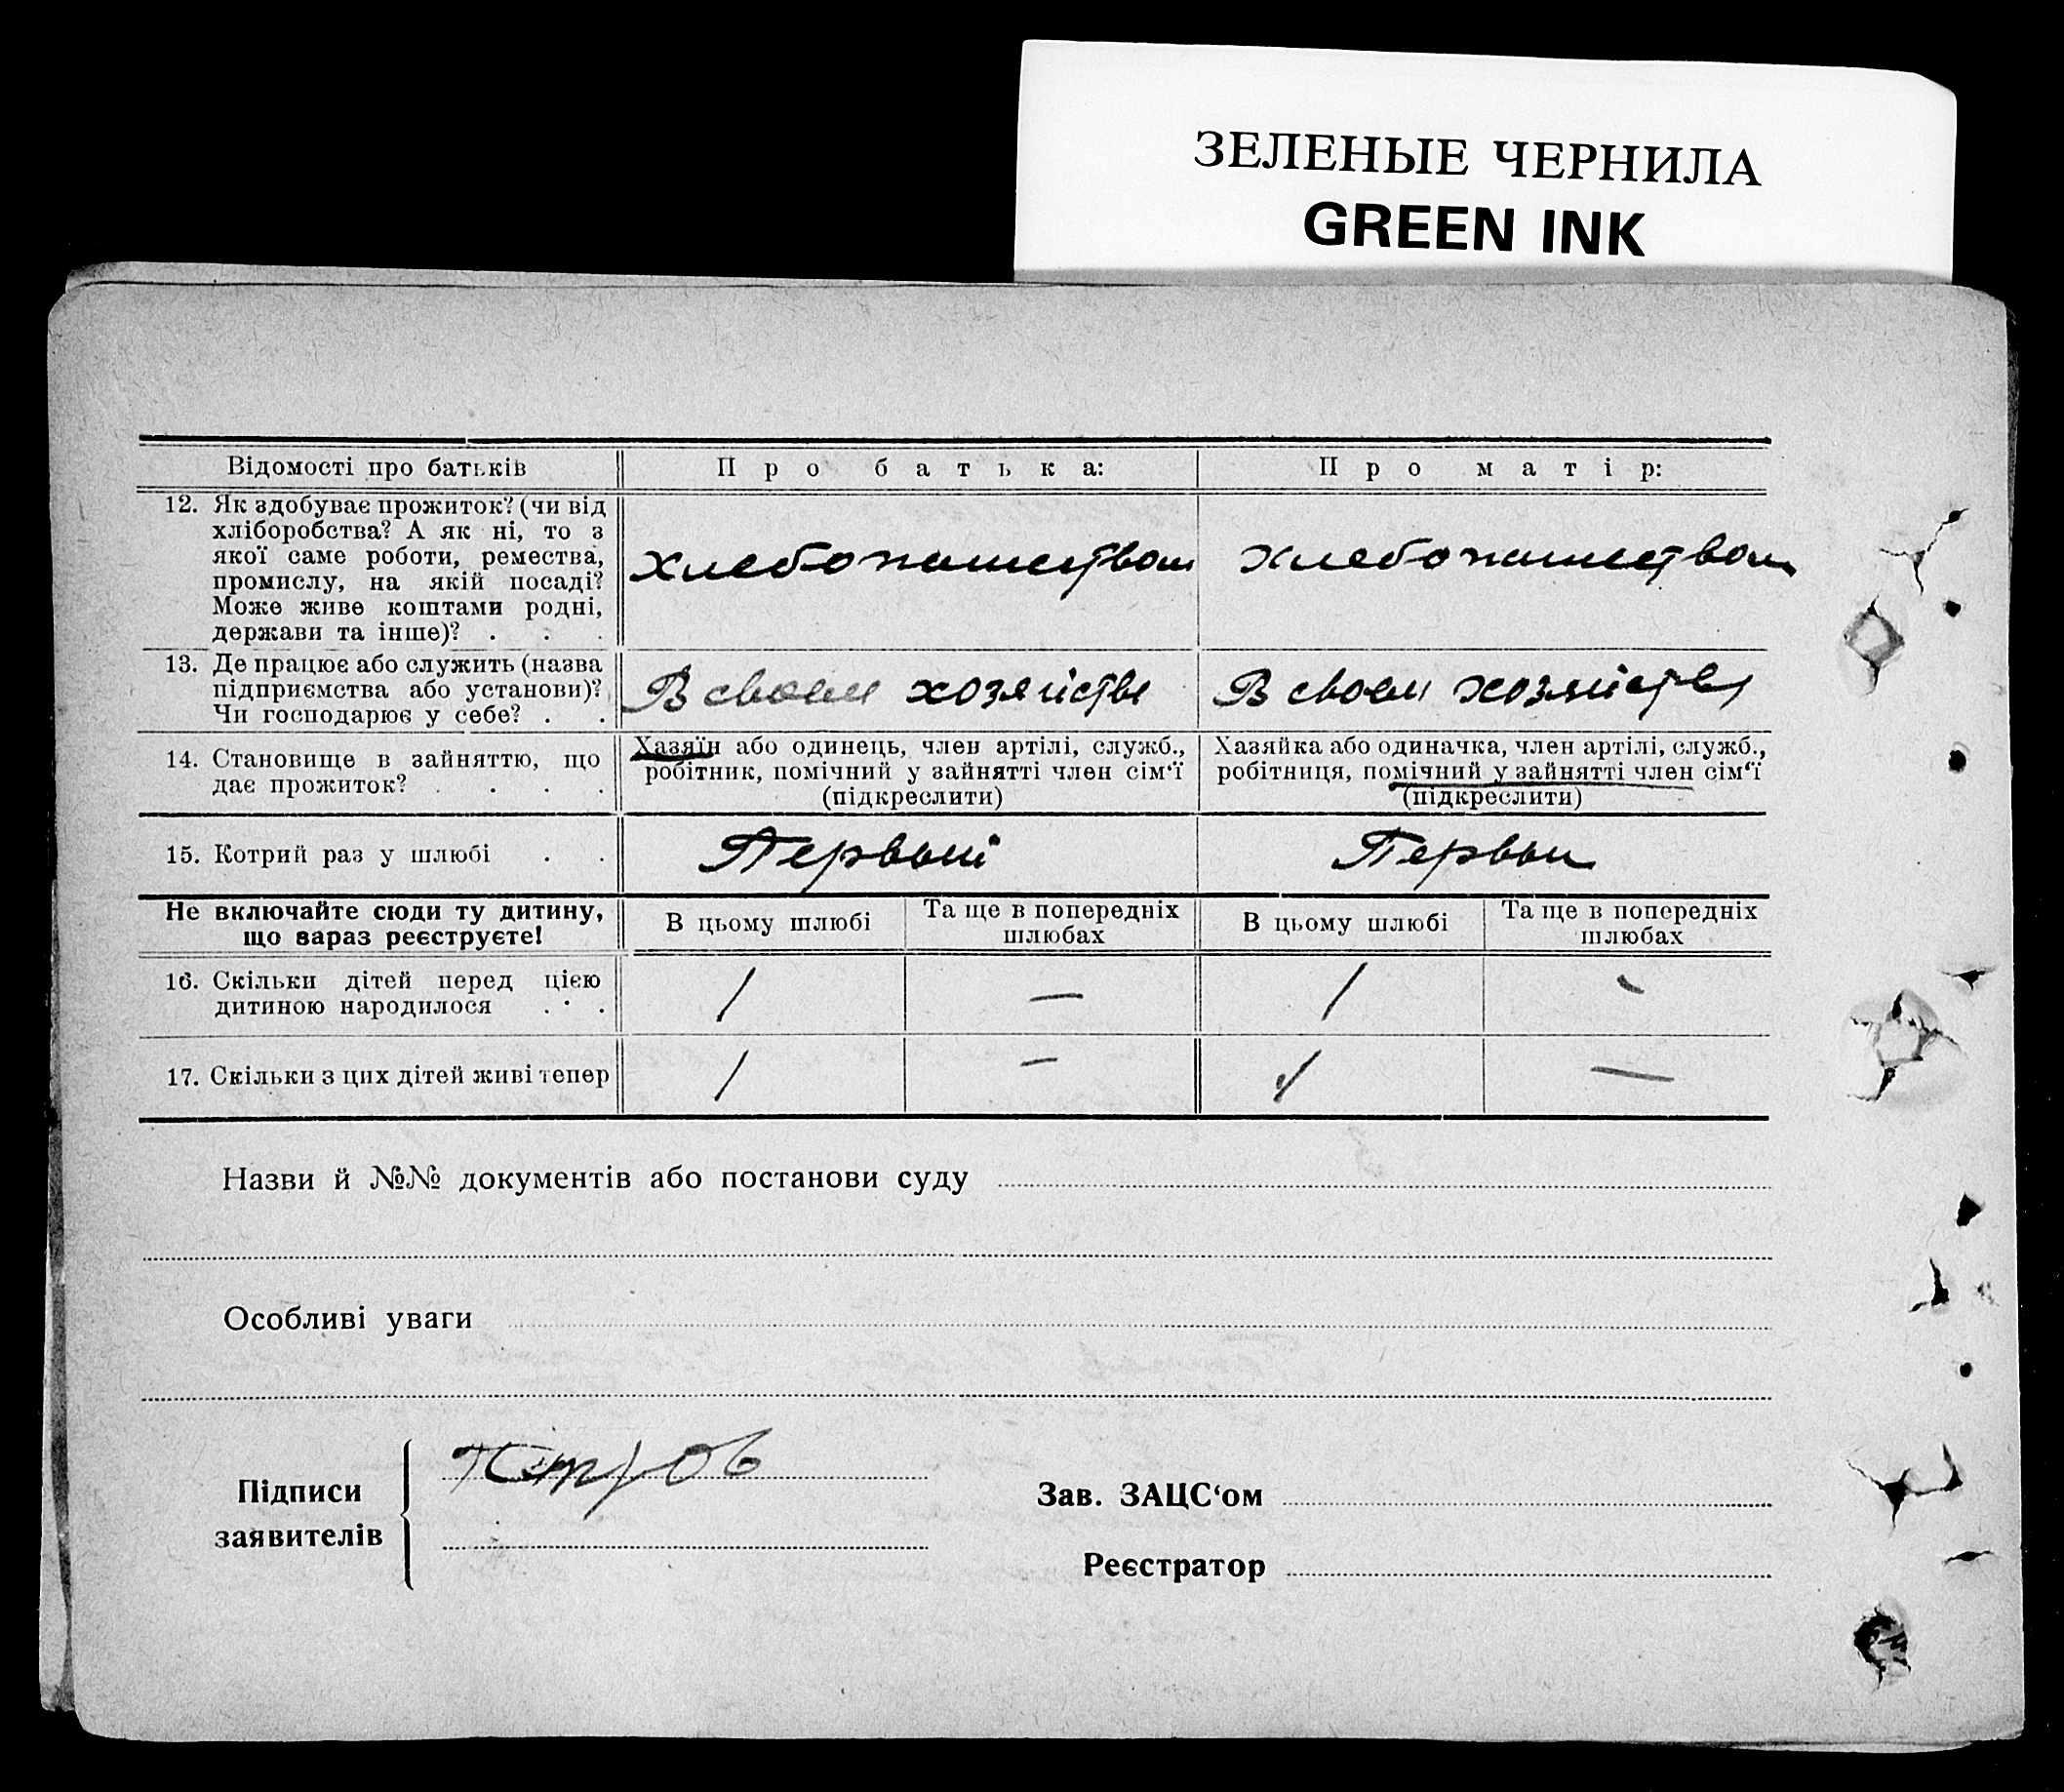 ЗЕЛЕНЫЕ ЧЕРНИЛА
GREEN INK
Відомості про батьків
Про батька:
Про матір:
12. Як здобуває прожиток? (чи від
хліборобства? А як ні, то з
якої саме роботи, ремества,
промислу, на якій посаді?
Може живе коштами родні,
держави та інше)? . . .
хлебопашеством
хлебопашеством
13. Де працює або служить (назва
підприємства або установи)?
Чи господарює у себе? . .
В своем хозяйстве
В своем хозяйстве
14. Становище в зайняттю, що
дає прожиток? . . . .
Хазяїн або одинець, член артілі, служб.,
робітник, помічний у зайнятті член сім‘ї
(підкреслити)
Хазяйка або одиначка, член артілі, служб.,
робітниця, помічний у зайнятті член сім‘ї
(підкреслити)
15. Котрий раз у шлюбі . .
Первый
Первый
Не включайте сюди ту дитину,
що зараз реєструєте!
В цьому шлюбі
Та ще в попередніх
шлюбах
В цьому шлюбі
Та ще в попередніх
шлюбах
16. Скільки дітей перед цією
дитиною народилося . . .
1
—
1
-
17. Скільки з цих дітей живі тепер
1
—
1
—
Назви й №№ документів або постанови суду
Особливі уваги
Підписи
заявителів
Зав. ЗАЦС‘ом
Реєстратор